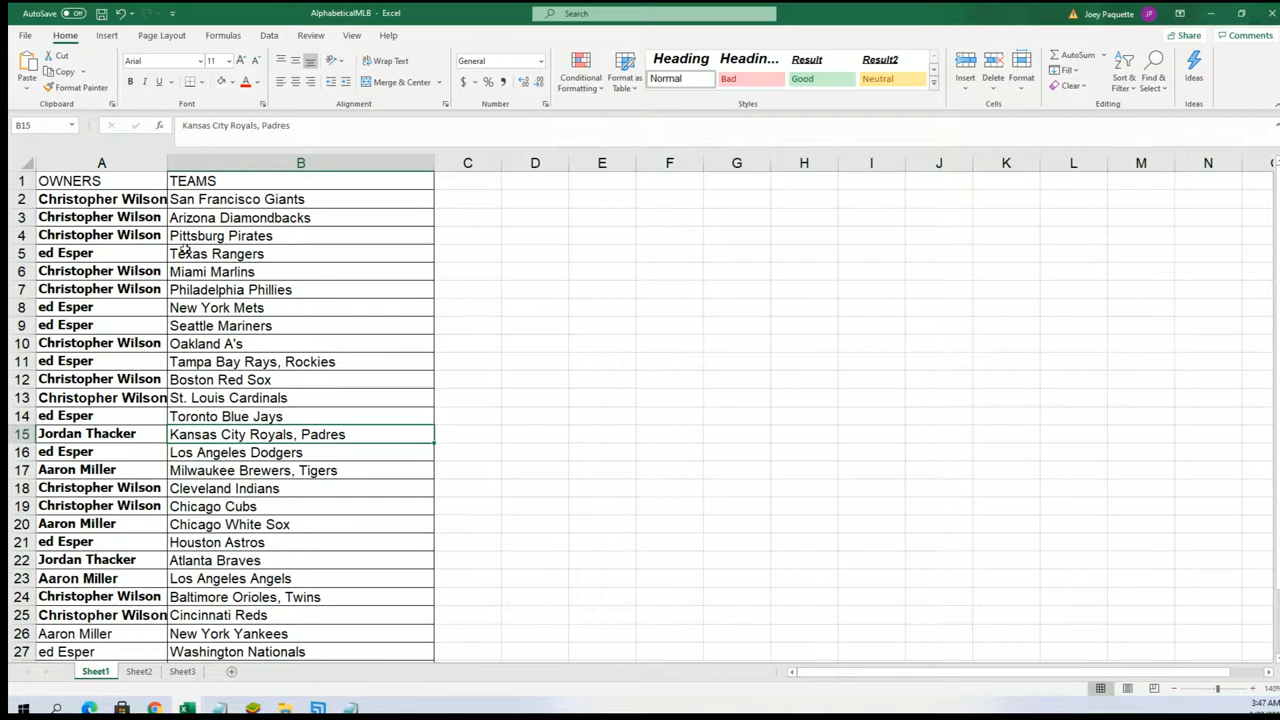 AutoSave Off AlphabeticalMLB - Excel Search Joey Paquette JP
File Home Insert Page Layout Formulas Data Review View Help Share Comments
Paste Cut Copy Format Painter Clipboard
Arial 11 B I U A Font
Wrap Text Merge & Center Alignment
General $ % Number
Conditional Formatting Format as Table
Heading Headin... Result Result2
Normal Bad Good Neutral
Styles
Insert Delete Format Cells
AutoSum Fill Clear Sort & Filter Find & Select Editing
Ideas Ideas
B15 fx Kansas City Royals, Padres
A B C D E F G H I J K L M N
1 OWNERS TEAMS
2 Christopher Wilson San Francisco Giants
3 Christopher Wilson Arizona Diamondbacks
4 Christopher Wilson Pittsburg Pirates
5 ed Esper Texas Rangers
6 Christopher Wilson Miami Marlins
7 Christopher Wilson Philadelphia Phillies
8 ed Esper New York Mets
9 ed Esper Seattle Mariners
10 Christopher Wilson Oakland A's
11 ed Esper Tampa Bay Rays, Rockies
12 Christopher Wilson Boston Red Sox
13 Christopher Wilson St. Louis Cardinals
14 ed Esper Toronto Blue Jays
15 Jordan Thacker Kansas City Royals, Padres
16 ed Esper Los Angeles Dodgers
17 Aaron Miller Milwaukee Brewers, Tigers
18 Christopher Wilson Cleveland Indians
19 Christopher Wilson Chicago Cubs
20 Aaron Miller Chicago White Sox
21 ed Esper Houston Astros
22 Jordan Thacker Atlanta Braves
23 Aaron Miller Los Angeles Angels
24 Christopher Wilson Baltimore Orioles, Twins
25 Christopher Wilson Cincinnati Reds
26 Aaron Miller New York Yankees
27 ed Esper Washington Nationals
Sheet1 Sheet2 Sheet3
140%
3:47 AM